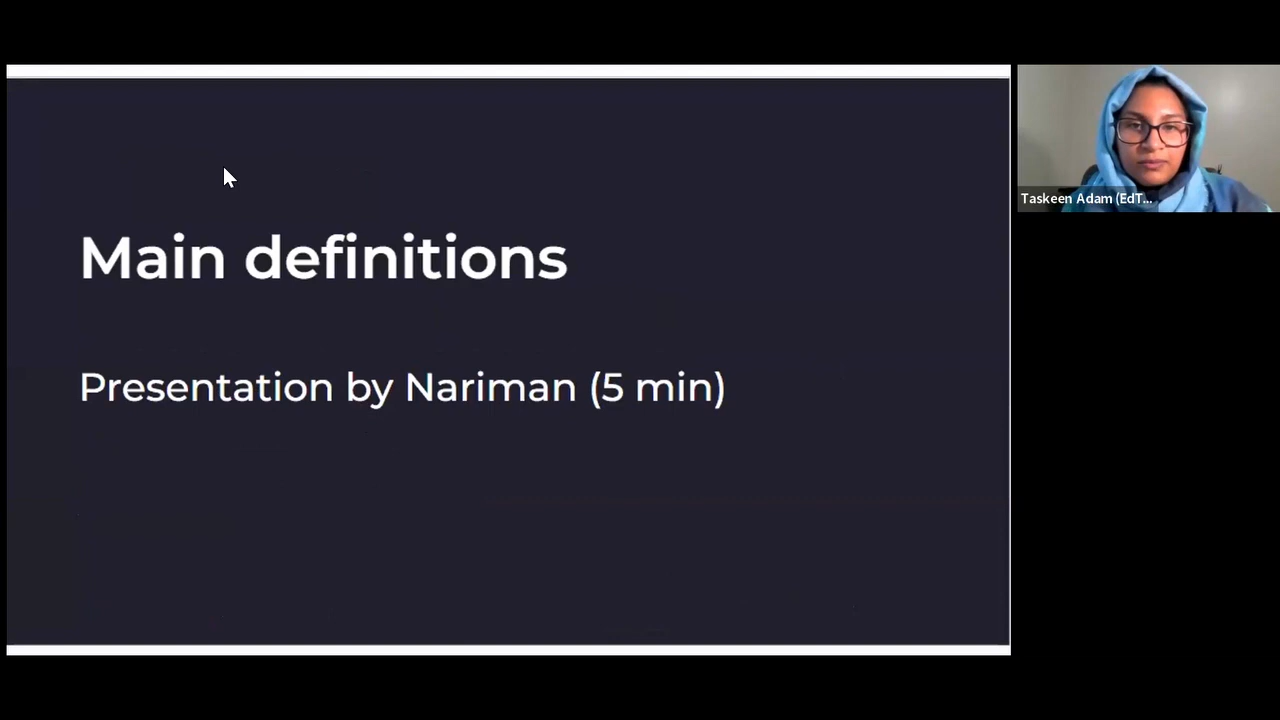 Main definitions
Presentation by Nariman (5 min)
Taskeen Adam (EdT...